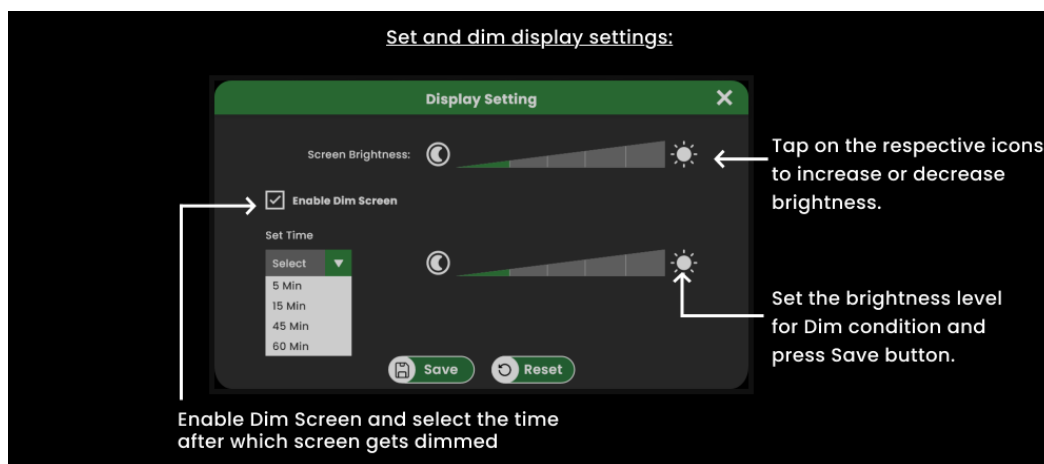 Set and dim display settings:
Display Setting
Screen Brightness:
Tap on the respective icons
to increase or decrease
brightness.
Enable Dim Screen
Set Time
Select
5 Min
15 Min
45 Min
60 Min
Set the brightness level
for Dim condition and
press Save button.
Save
Reset
Enable Dim Screen and select the time
after which screen gets dimmed